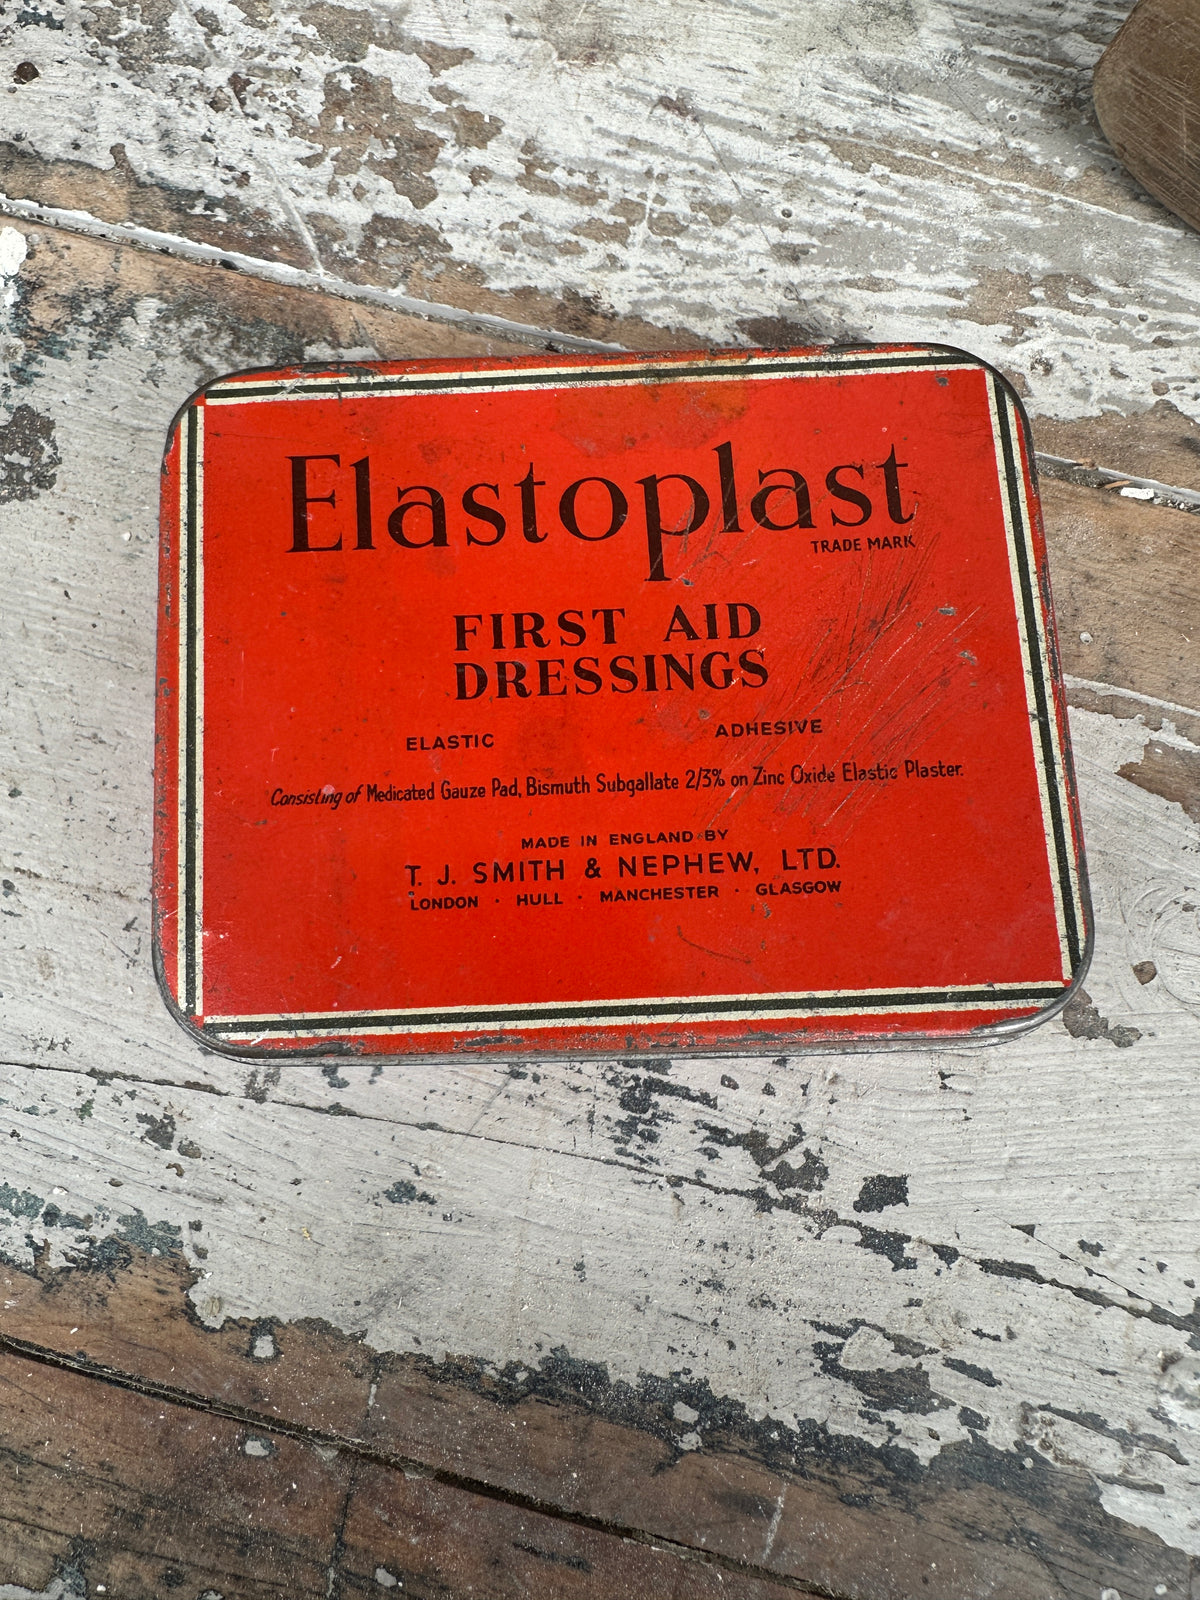 Elastoplast
TRADE MARK
FIRST AID
DRESSINGS
ELASTIC ADHESIVE
Consisting of Medicated Gauze Pad, Bismuth Subgallate 2/3% on Zinc Oxide Elastic Plaster.
MADE IN ENGLAND BY
T. J. SMITH & NEPHEW, LTD.
LONDON · HULL · MANCHESTER · GLASGOW